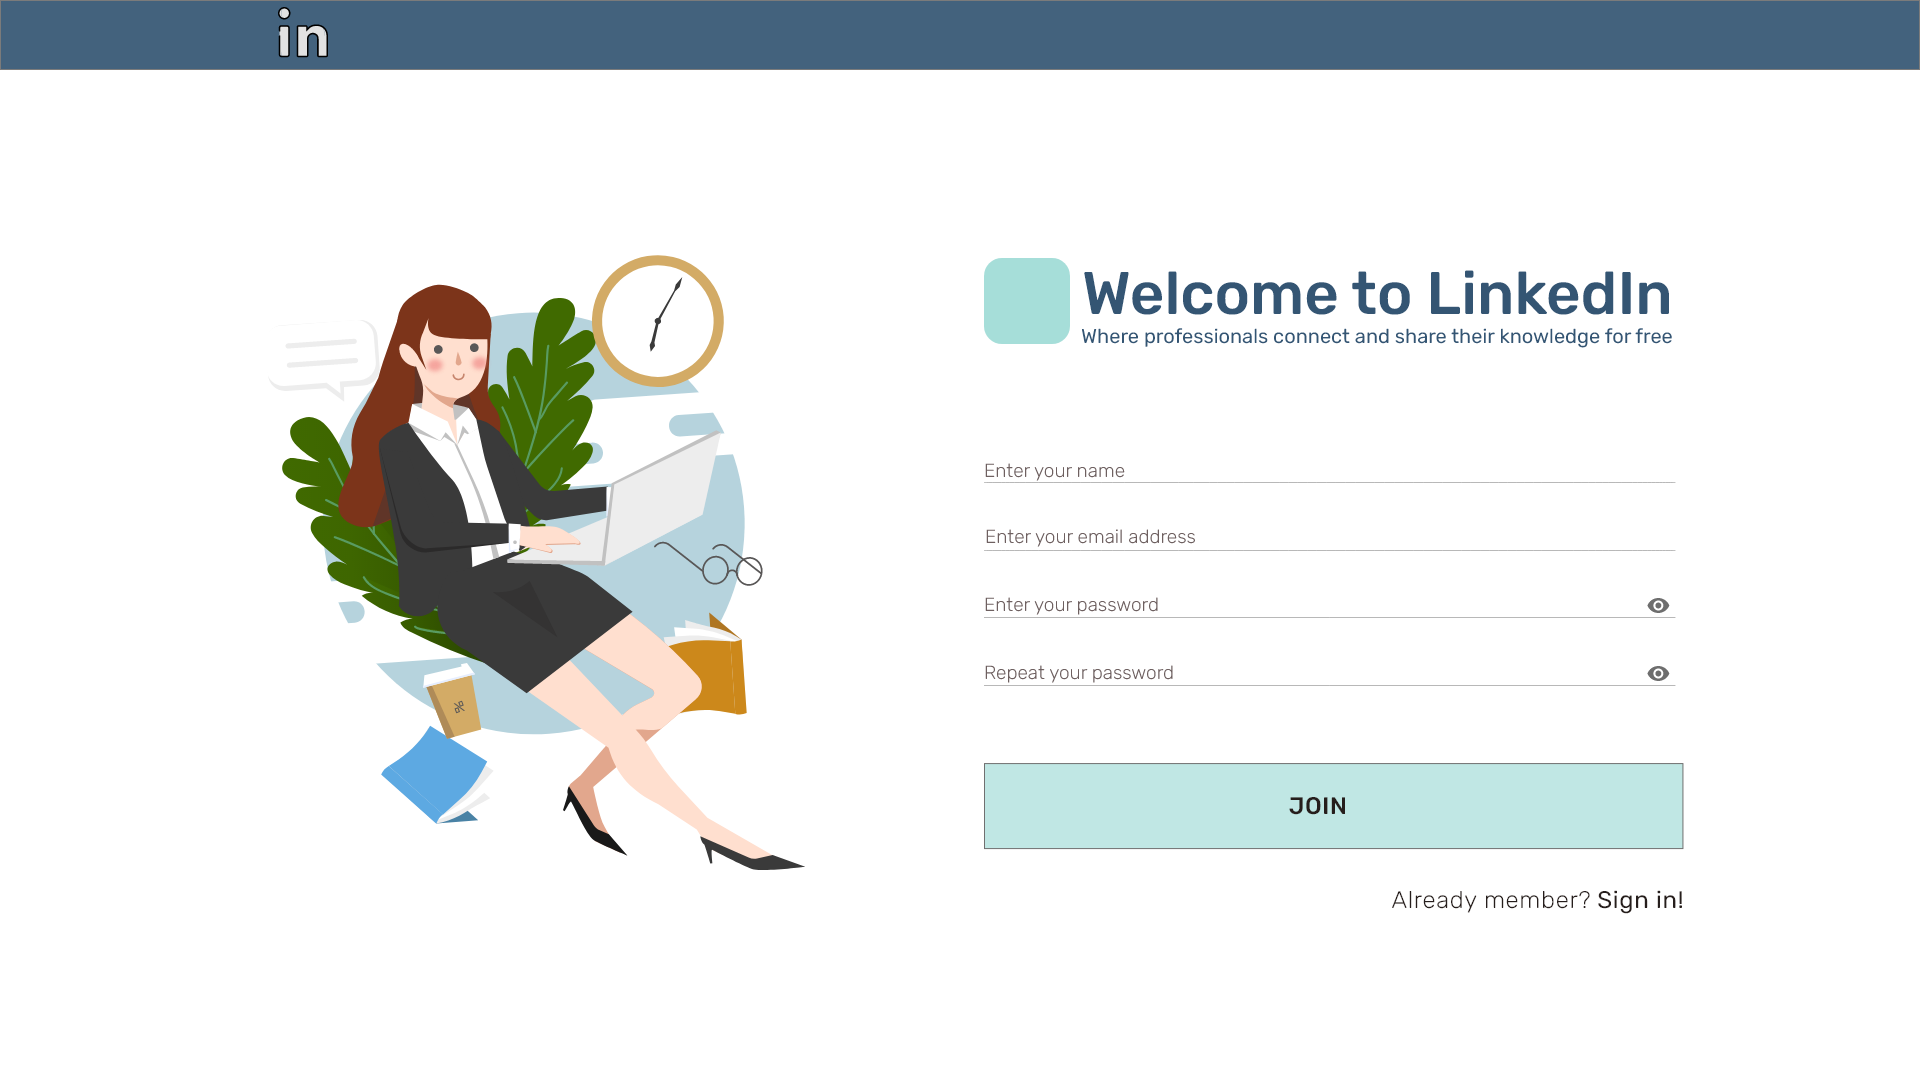 in
Welcome to LinkedIn
Where professionals connect and share their knowledge for free
Enter your name
Enter your email address
Enter your password
Repeat your password
JOIN
Already member? Sign in!